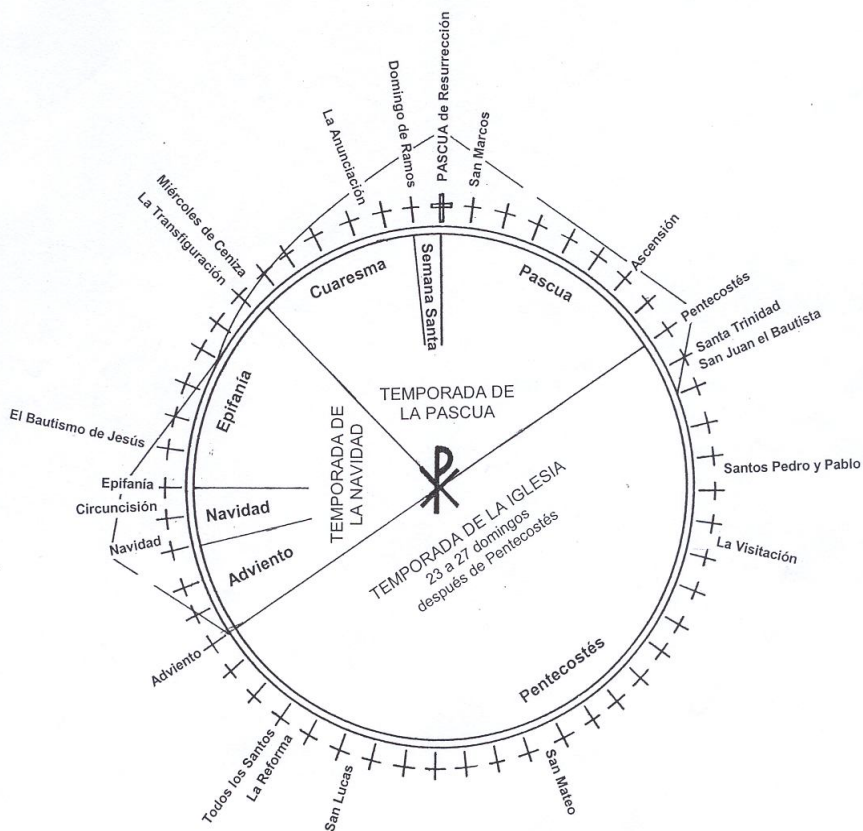 PASCUA de Resurrección
San Marcos
Ascensión
Pentecostés
Santa Trinidad
San Juan el Bautista
Santos Pedro y Pablo
La Visitación
San Mateo
San Lucas
La Reforma
Todos los Santos
Adviento
Navidad
Circuncisión
Epifanía
El Bautismo de Jesús
La Transfiguración
Miércoles de Ceniza
La Anunciación
Domingo de Ramos
Cuaresma
Semana Santa
Pascua
Epifanía
Navidad
Adviento
Pentecostés
TEMPORADA DE
LA PASCUA
TEMPORADA DE
LA NAVIDAD
TEMPORADA DE LA IGLESIA
23 a 27 domingos
después de Pentecostés